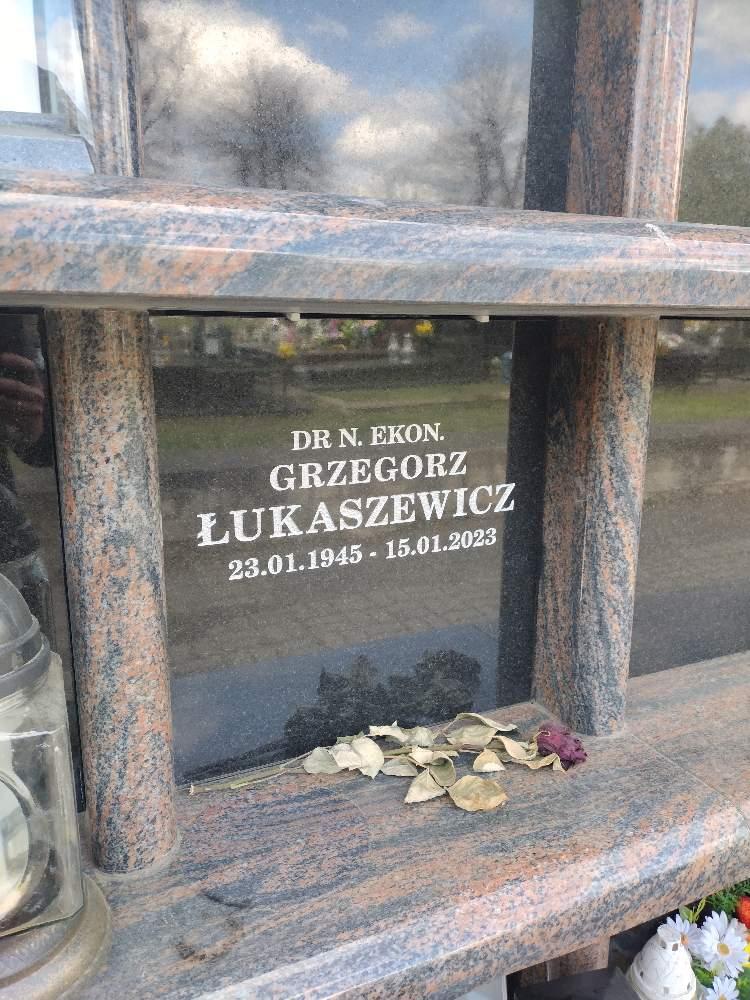 DR N. EKON.
GRZEGORZ
ŁUKASZEWICZ
23.01.1945 - 15.01.2023